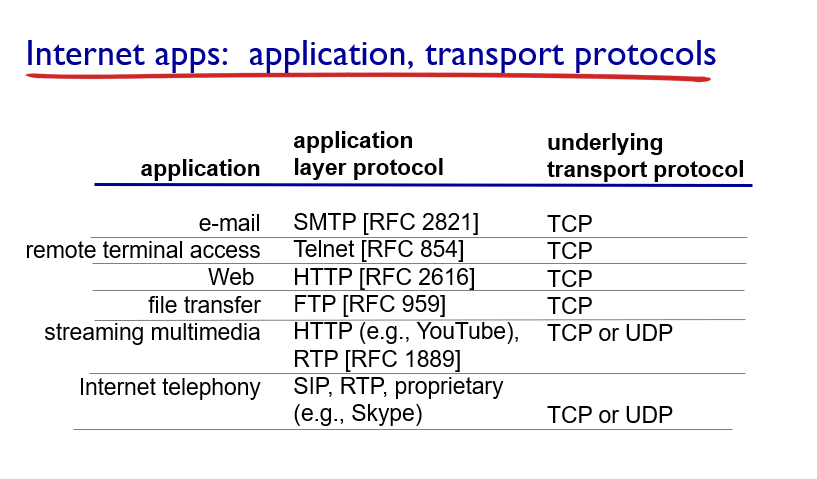 Internet apps: application, transport protocols
application
application layer protocol
underlying transport protocol
e-mail SMTP [RFC 2821] TCP
remote terminal access Telnet [RFC 854] TCP
Web HTTP [RFC 2616] TCP
file transfer FTP [RFC 959] TCP
streaming multimedia HTTP (e.g., YouTube), TCP or UDP
RTP [RFC 1889]
Internet telephony SIP, RTP, proprietary
(e.g., Skype) TCP or UDP